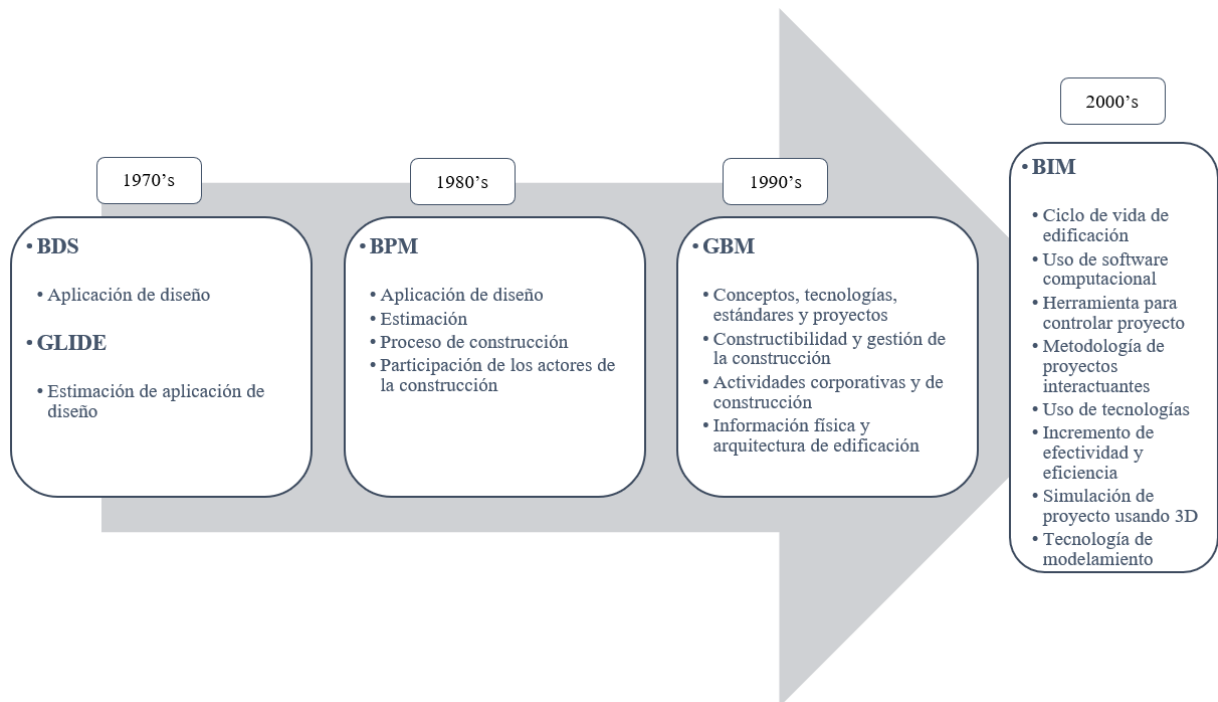 1970's
• BDS
• Aplicación de diseño
• GLIDE
• Estimación de aplicación de
diseño
1980's
• BPM
• Aplicación de diseño
• Estimación
• Proceso de construcción
• Participación de los actores de
la construcción
1990's
• GBM
• Conceptos, tecnologías,
estándares y proyectos
• Constructibilidad y gestión de
la construcción
• Actividades corporativas y de
construcción
• Información física y
arquitectura de edificación
2000's
• BIM
• Ciclo de vida de
edificación
• Uso de software
computacional
• Herramienta para
controlar proyecto
• Metodología de
proyectos
interactuantes
• Uso de tecnologías
• Incremento de
efectividad y
eficiencia
• Simulación de
proyecto usando 3D
• Tecnología de
modelamiento